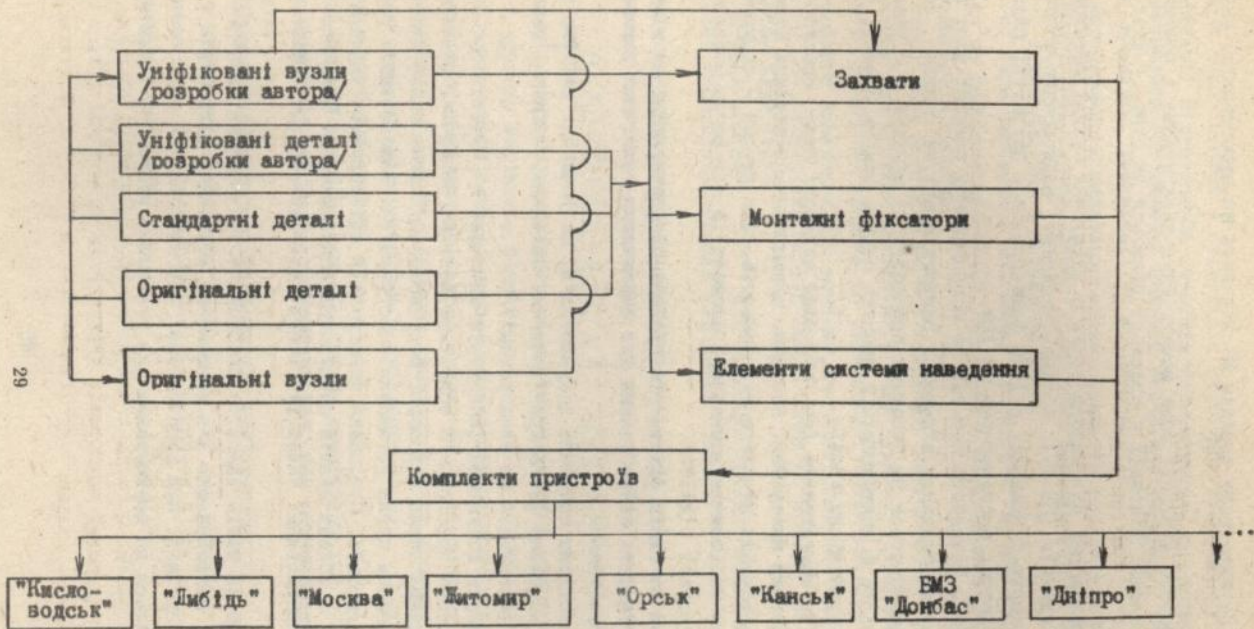 Уніфіковані вузли
/розробки автора/
Уніфіковані деталі
/розробки автора/
Стандартні деталі
Оригінальні деталі
Оригінальні вузли
Захвати
Монтажні фіксатори
Елементи системи наведення
29
Комплекти пристроїв
"Кисло-
водськ"
"Либідь"
"Москва"
"Житомир"
"Орськ"
"Канськ"
БМЗ
"Донбас"
"Дніпро"
....